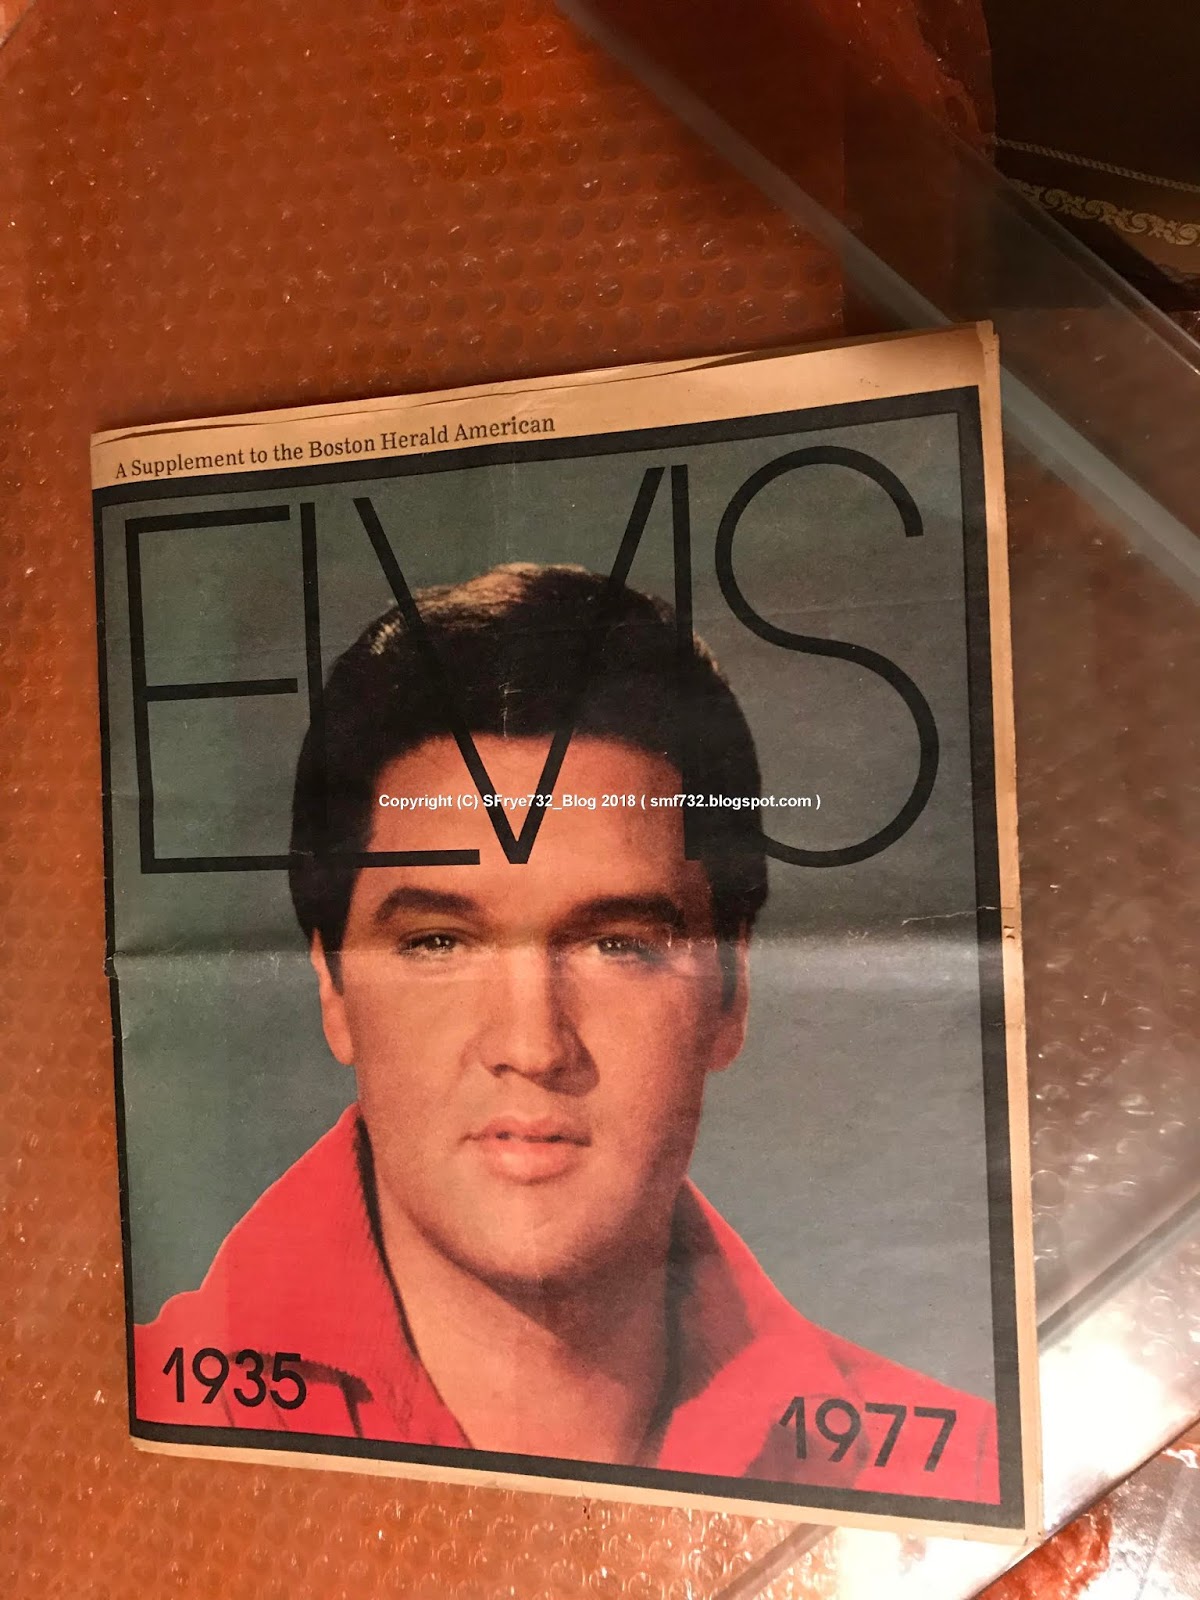 A Supplement to the Boston Herald American
ELVIS
Copyright (C) SFrye732_Blog 2018 ( smf732.blogspot.com )
1935
1977